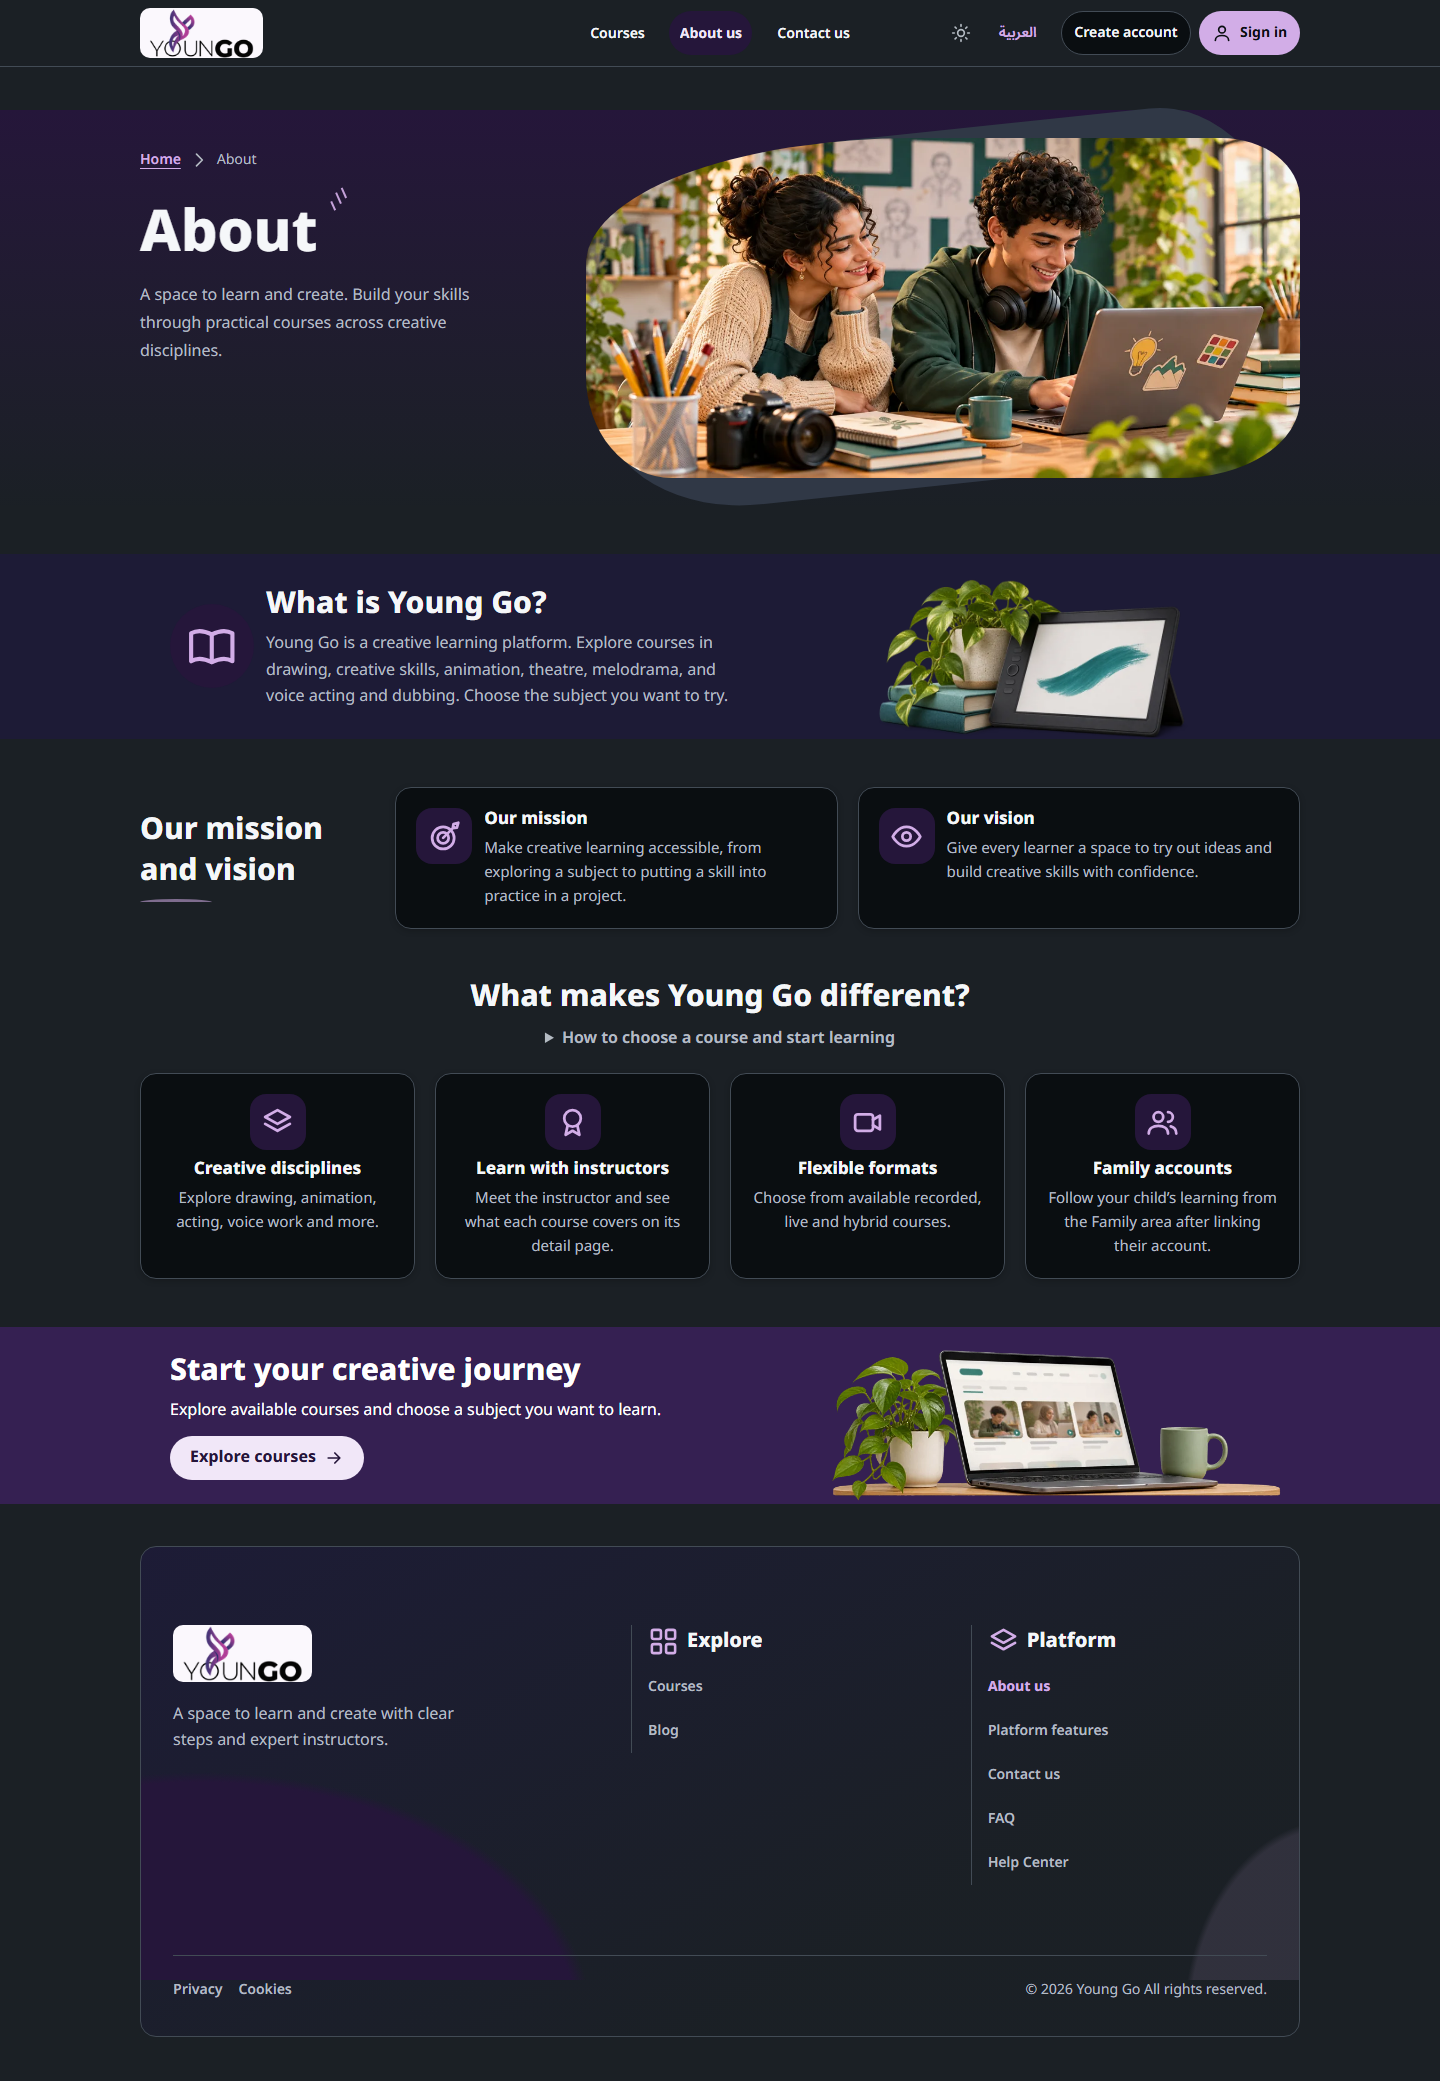 YOUNGO
Courses
About us
Contact us
العربية
Create account
Sign in
Home
About
About
A space to learn and create. Build your skills
through practical courses across creative
disciplines.
What is Young Go?
Young Go is a creative learning platform. Explore courses in
drawing, creative skills, animation, theatre, melodrama, and
voice acting and dubbing. Choose the subject you want to try.
Our mission
and vision
Our mission
Make creative learning accessible, from
exploring a subject to putting a skill into
practice in a project.
Our vision
Give every learner a space to try out ideas and
build creative skills with confidence.
What makes Young Go different?
How to choose a course and start learning
Creative disciplines
Explore drawing, animation,
acting, voice work and more.
Learn with instructors
Meet the instructor and see
what each course covers on its
detail page.
Flexible formats
Choose from available recorded,
live and hybrid courses.
Family accounts
Follow your child's learning from
the Family area after linking
their account.
Start your creative journey
Explore available courses and choose a subject you want to learn.
Explore courses
YOUNGO
A space to learn and create with clear
steps and expert instructors.
Explore
Courses
Blog
Platform
About us
Platform features
Contact us
FAQ
Help Center
Privacy
Cookies
© 2026 Young Go All rights reserved.